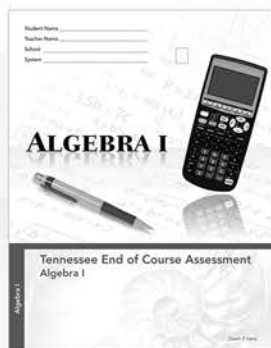 Student Name
Teacher Name
School
System
ALGEBRA I
Tennessee End of Course Assessment
Algebra I
Algebra I